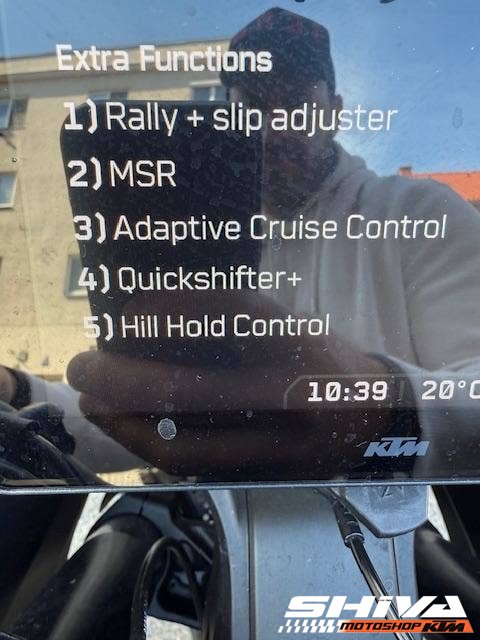 Extra Functions
1) Rally + slip adjuster
2) MSR
3) Adaptive Cruise Control
4) Quickshifter+
5) Hill Hold Control
10:39 20°C
KTM
SHIVA
MOTOSHOP KTM